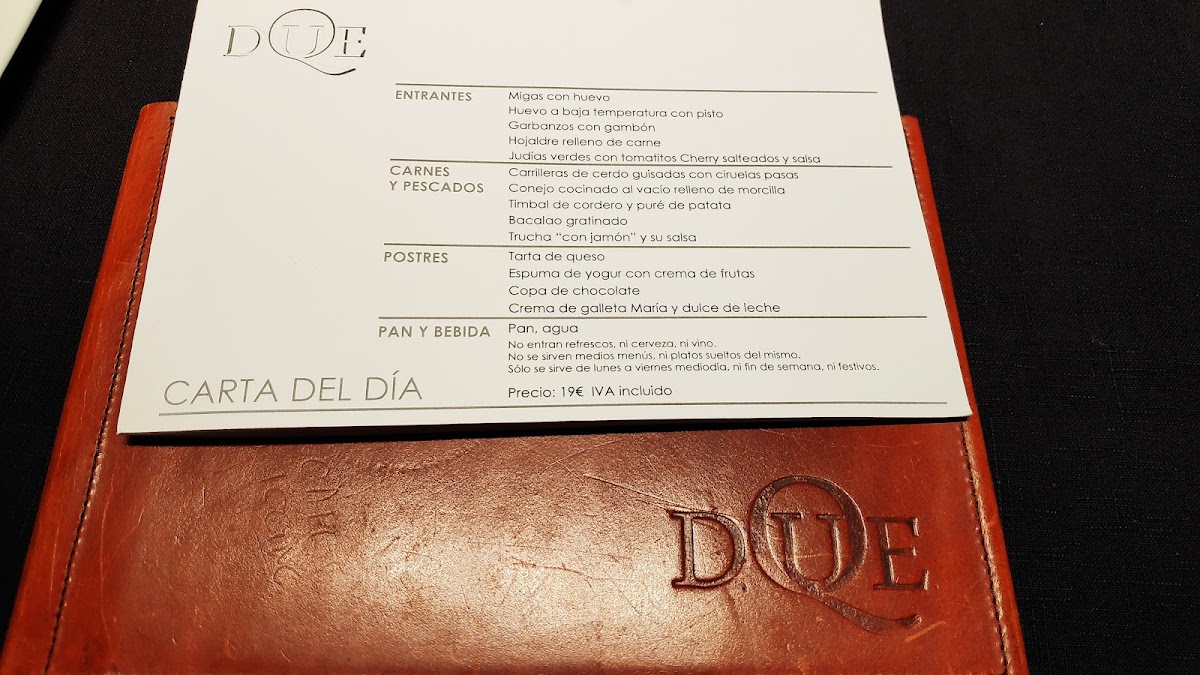 DQUE
ENTRANTES
Migas con huevo
Huevo a baja temperatura con pisto
Garbanzos con gambón
Hojaldre relleno de carne
Judías verdes con tomatitos Cherry salteados y salsa
CARNES
Y PESCADOS
Carrilleras de cerdo guisadas con ciruelas pasas
Conejo cocinado al vacío relleno de morcilla
Timbal de cordero y puré de patata
Bacalao gratinado
Trucha “con jamón” y su salsa
POSTRES
Tarta de queso
Espuma de yogur con crema de frutas
Copa de chocolate
Crema de galleta María y dulce de leche
PAN Y BEBIDA
Pan, agua
No entran refrescos, ni cerveza, ni vino.
No se sirven medios menús, ni platos sueltos del mismo.
Sólo se sirve de lunes a viernes mediodía, ni fin de semana, ni festivos.
CARTA DEL DÍA
Precio: 19€ IVA incluido
DQUE